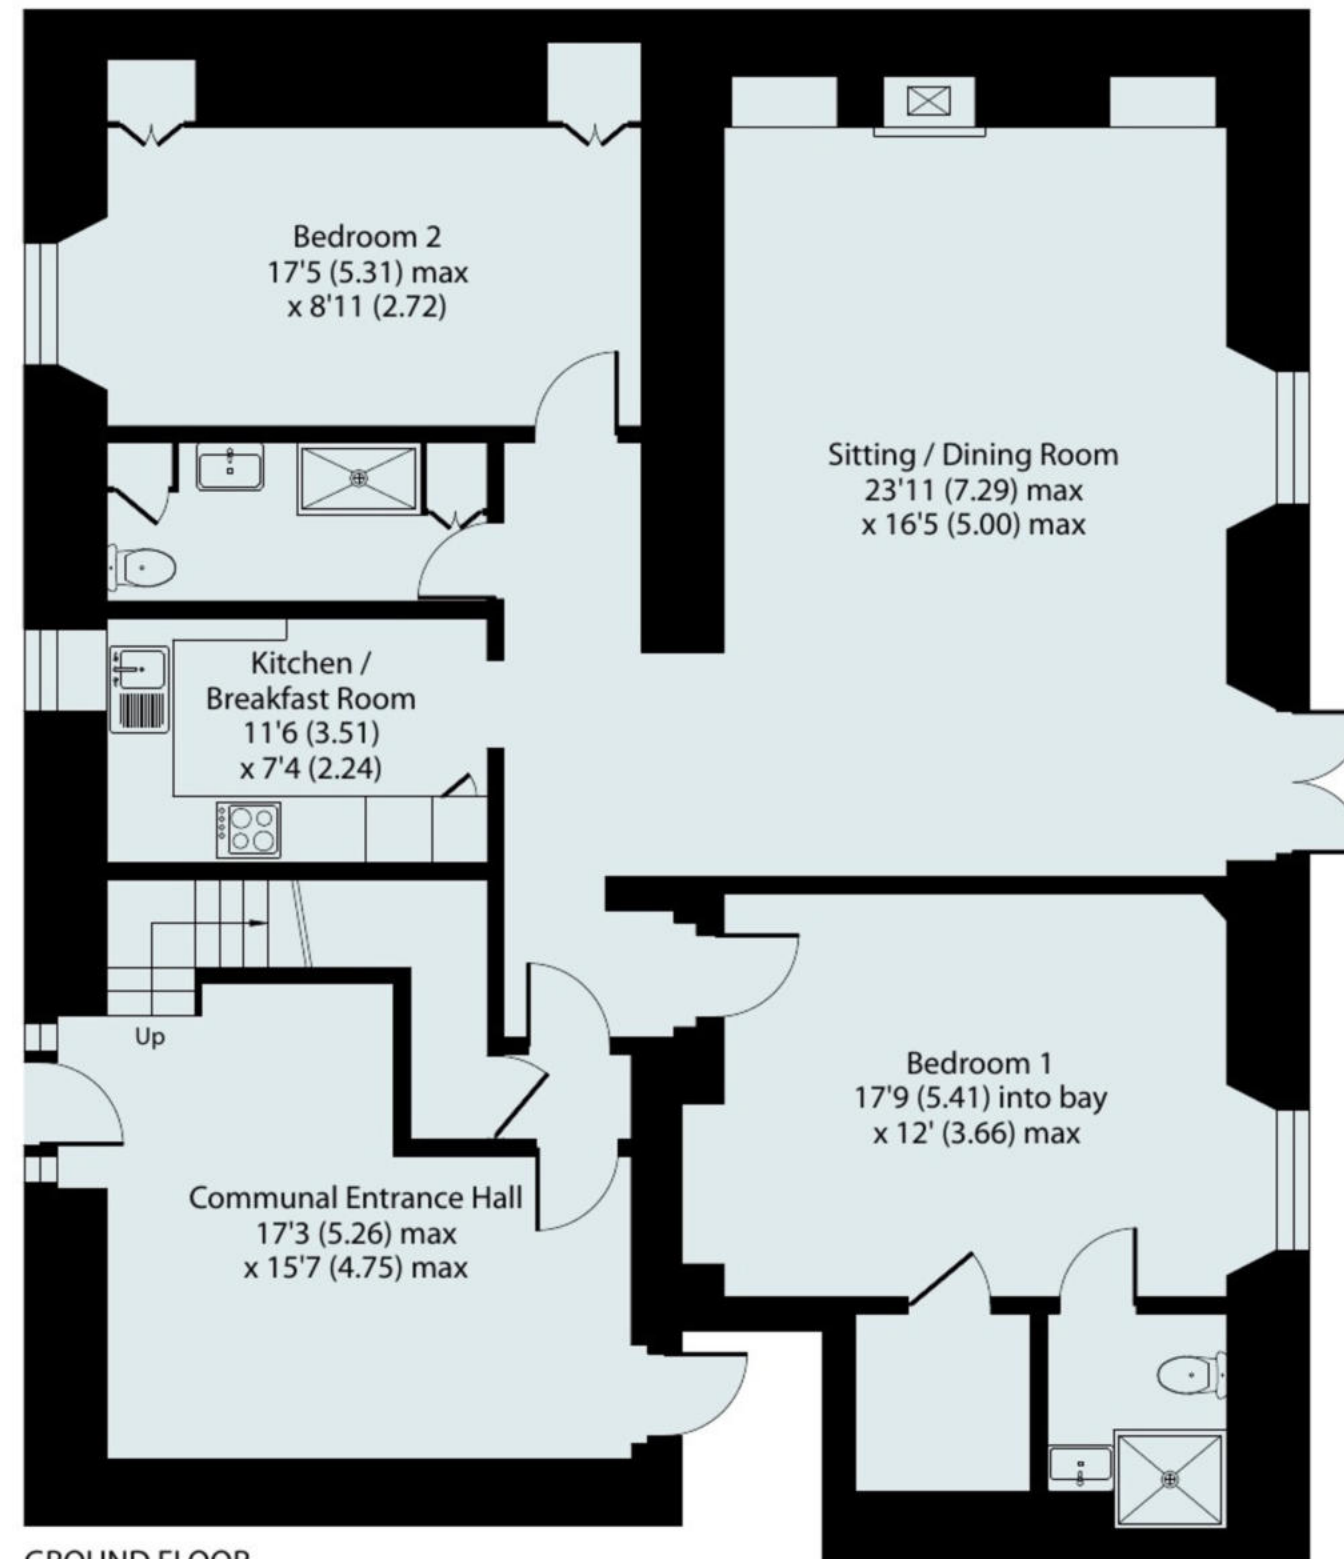 Bedroom 2
17'5 (5.31) max
x 8'11 (2.72)
Sitting / Dining Room
23'11 (7.29) max
x 16'5 (5.00) max
Kitchen /
Breakfast Room
11'6 (3.51)
x 7'4 (2.24)
Up
Bedroom 1
17'9 (5.41) into bay
x 12' (3.66) max
Communal Entrance Hall
17'3 (5.26) max
x 15'7 (4.75) max
GROUND FLOOR